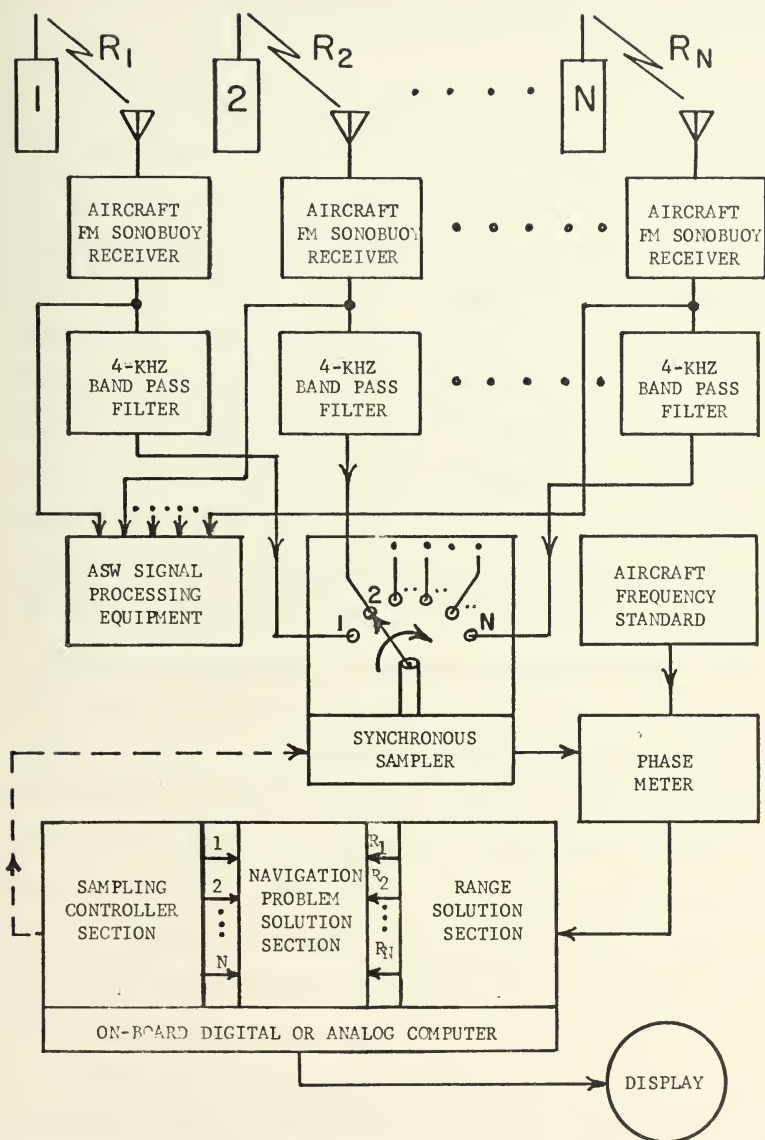 R1
R2
RN
1
2
N
AIRCRAFT
FM SONOBUOY
RECEIVER
AIRCRAFT
FM SONOBUOY
RECEIVER
AIRCRAFT
FM SONOBUOY
RECEIVER
4-KHZ
BAND PASS
FILTER
4-KHZ
BAND PASS
FILTER
4-KHZ
BAND PASS
FILTER
ASW SIGNAL
PROCESSING
EQUIPMENT
1
2
N
AIRCRAFT
FREQUENCY
STANDARD
SYNCHRONOUS
SAMPLER
PHASE
METER
SAMPLING
CONTROLLER
SECTION
1
2
N
NAVIGATION
PROBLEM
SOLUTION
SECTION
R1
R2
RN
RANGE
SOLUTION
SECTION
ON-BOARD DIGITAL OR ANALOG COMPUTER
DISPLAY